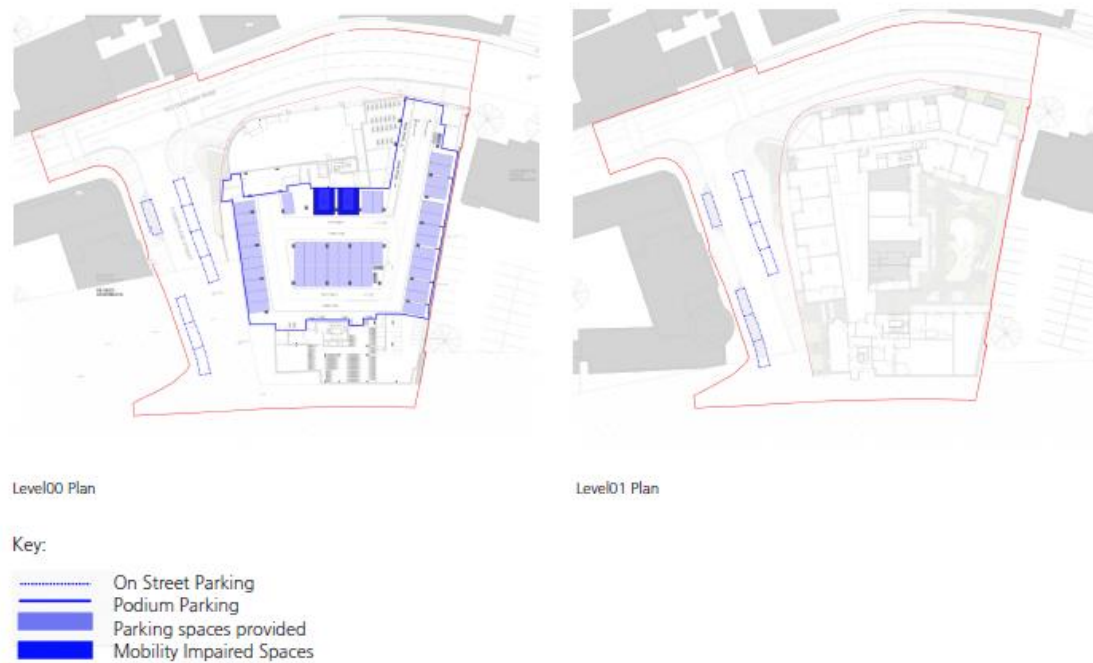 Level00 Plan
Level01 Plan
Key:
On Street Parking
Podium Parking
Parking spaces provided
Mobility Impaired Spaces